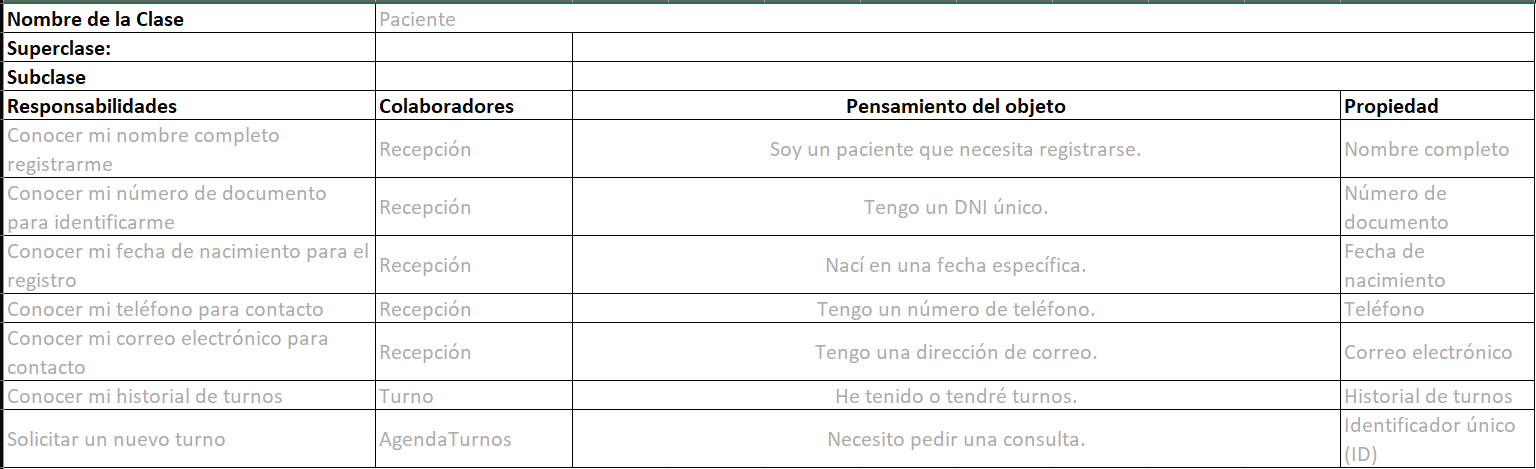 Nombre de la Clase Paciente
Superclase:
Subclase
Responsabilidades Colaboradores Pensamiento del objeto Propiedad
Conocer mi nombre completo
registrarme
Recepción
Soy un paciente que necesita registrarse.
Nombre completo
Conocer mi número de documento
para identificarme
Recepción
Tengo un DNI único.
Número de
documento
Conocer mi fecha de nacimiento para el
registro
Recepción
Nací en una fecha específica.
Fecha de
nacimiento
Conocer mi teléfono para contacto
Recepción
Tengo un número de teléfono.
Teléfono
Conocer mi correo electrónico para
contacto
Recepción
Tengo una dirección de correo.
Correo electrónico
Conocer mi historial de turnos
Turno
He tenido o tendré turnos.
Historial de turnos
Solicitar un nuevo turno
AgendaTurnos
Necesito pedir una consulta.
Identificador único
(ID)